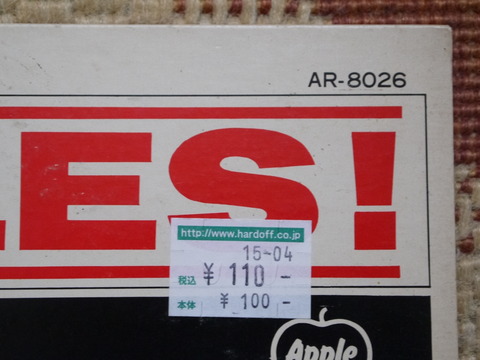 AR-8026
LES!
http://www.hardoff.co.jp
15-04
税込 ¥ 110 -
本体 ¥ 100 -
Apple